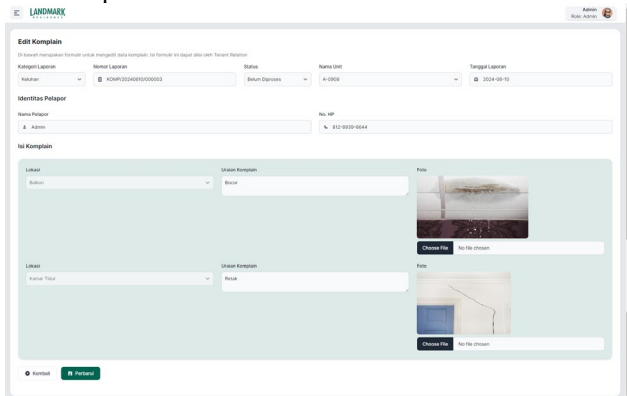 LANDMARK
RESIDENCE
Admin
Role: Admin
Edit Komplain
Di bawah merupakan formulir untuk mengedit data komplain. Isi formulir ini dapat diisi oleh Tenant Relation
Kategori Laporan
Nomor Laporan
Status
Nama Unit
Tanggal Laporan
Keluhan
KOMP/20240610/000003
Belum Diproses
A-0908
2024-06-10
Identitas Pelapor
Nama Pelapor
No. HP
Admin
812-8939-8644
Isi Komplain
Lokasi
Uraian Komplain
Foto
Balkon
Bocor
Choose File No file chosen
Lokasi
Uraian Komplain
Foto
Kamar Tidur
Retak
Choose File No file chosen
Kembali
Perbarui